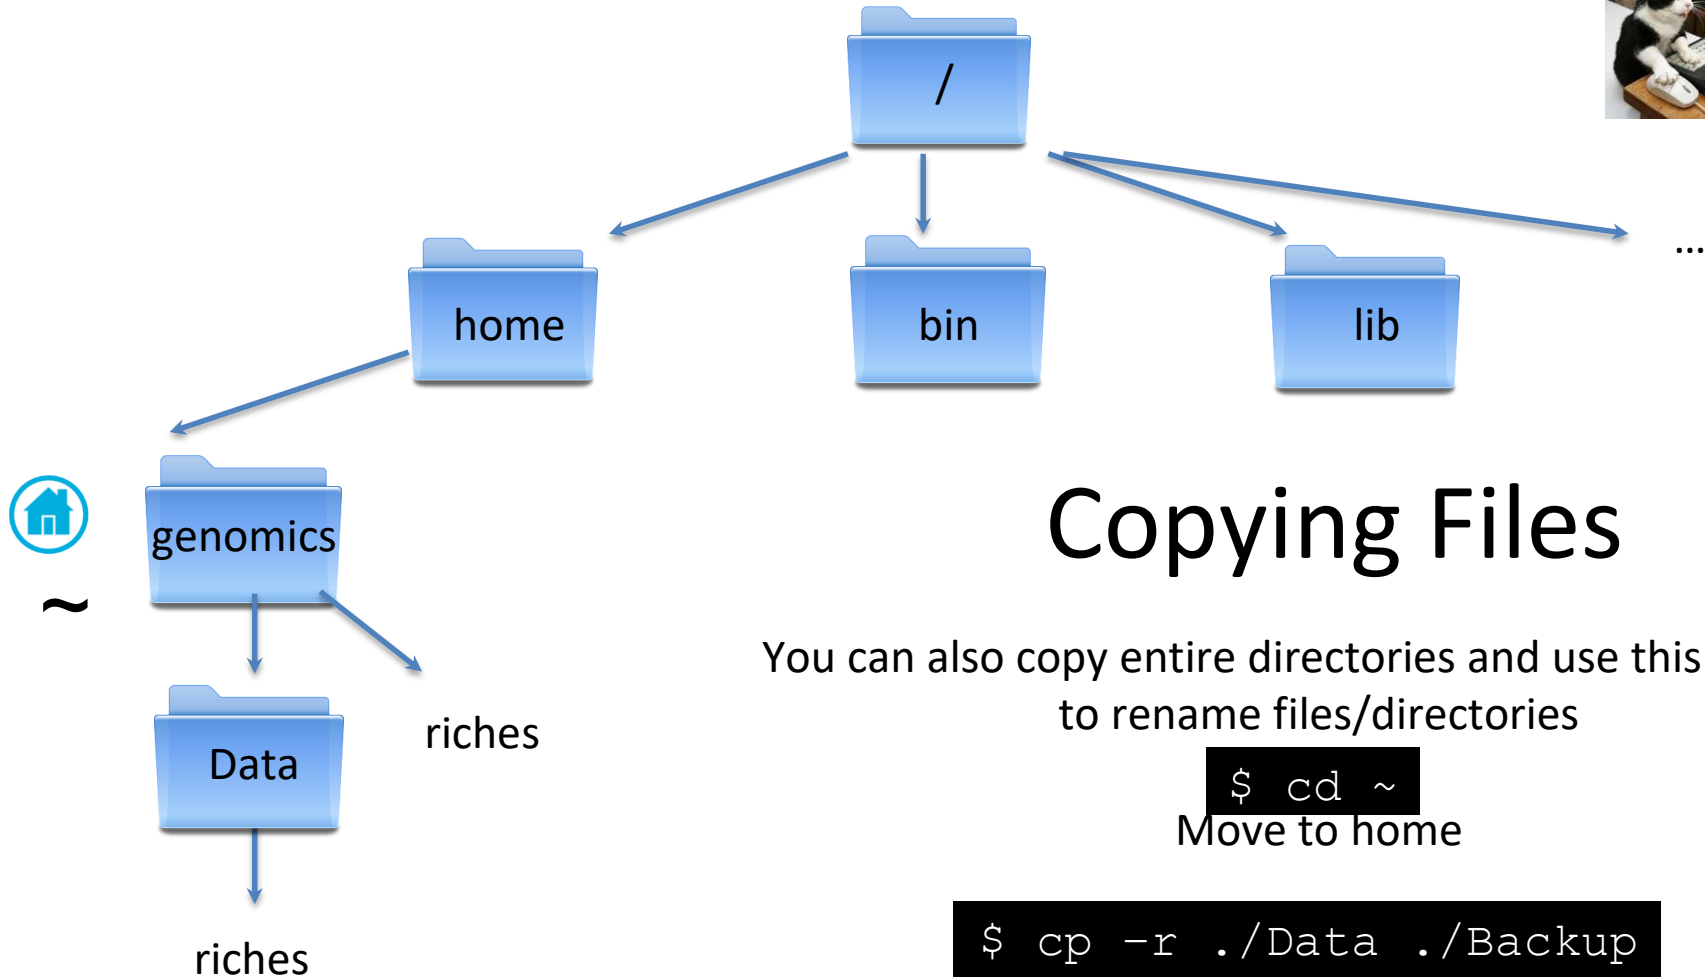 /
…
home
bin
lib
genomics
~
Copying Files
You can also copy entire directories and use this
to rename files/directories
riches
Data
$ cd ~
Move to home
$ cp –r ./Data ./Backup
riches